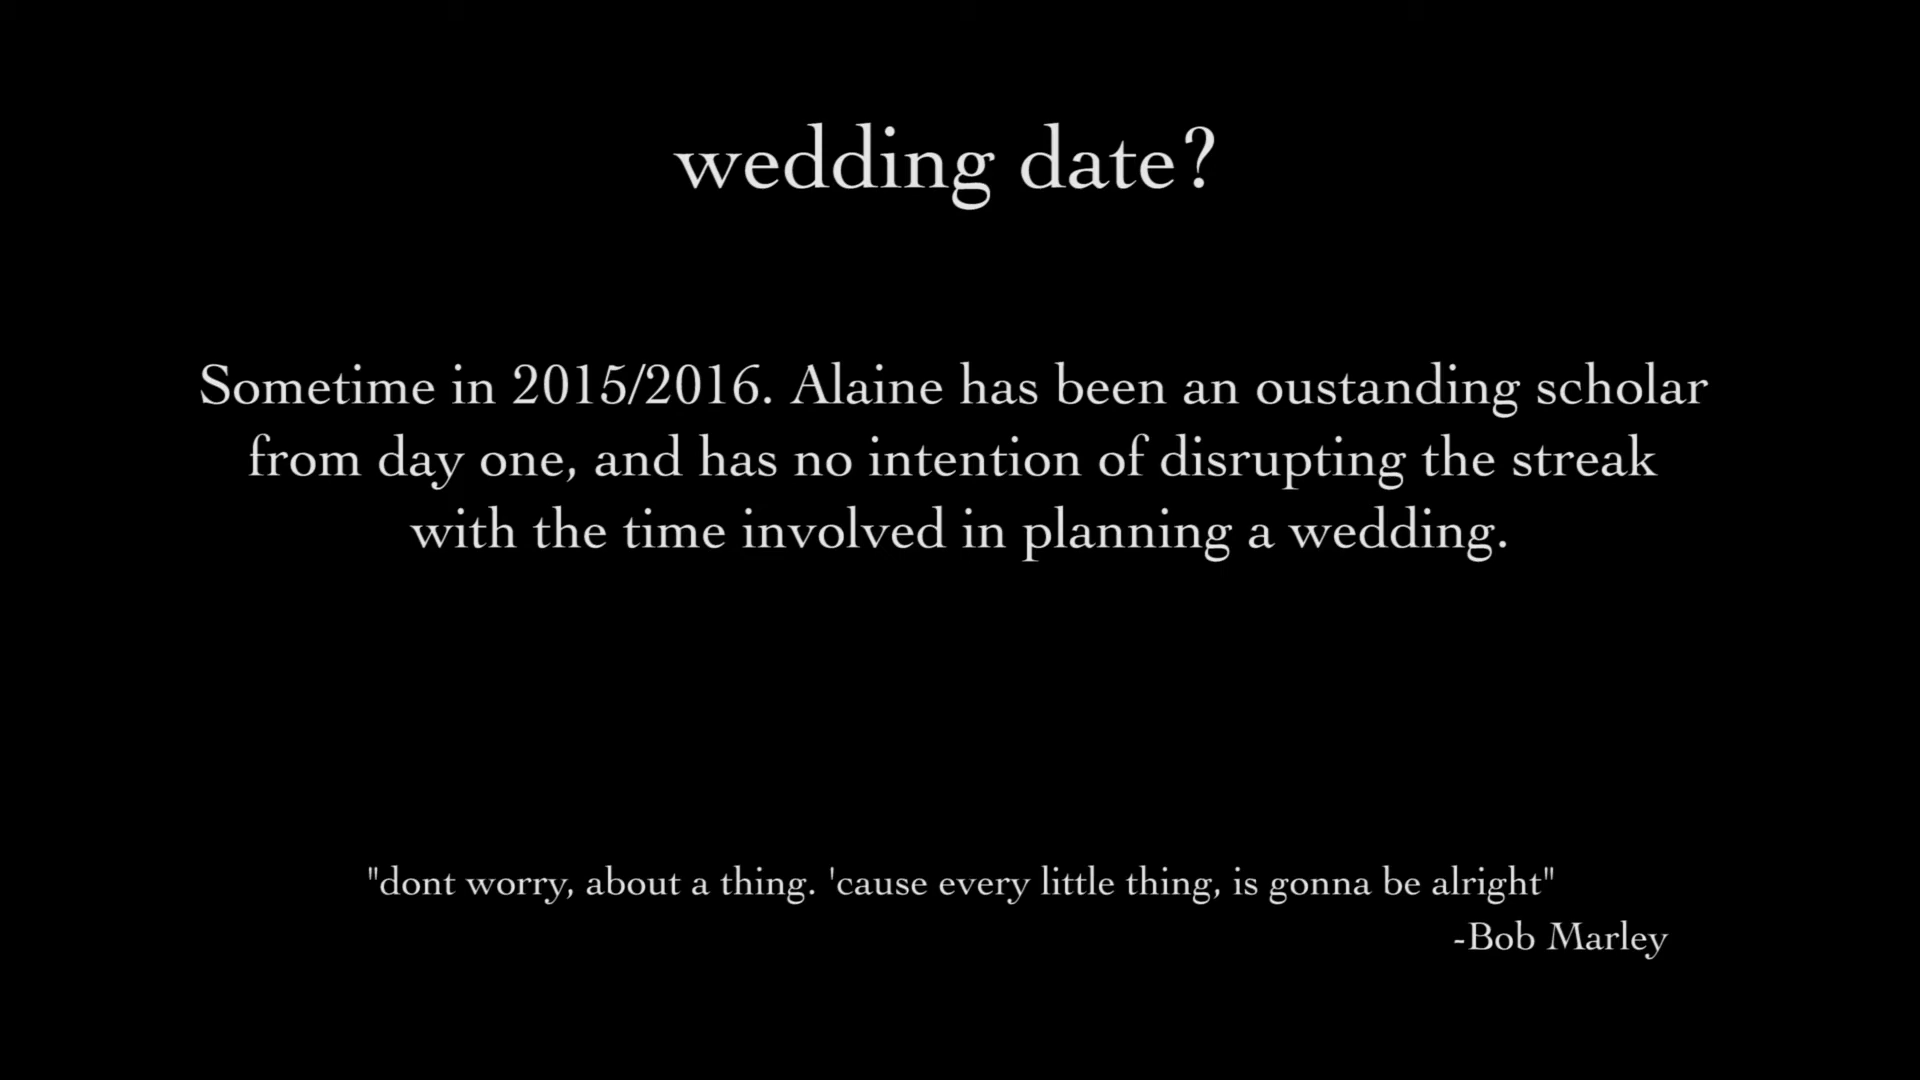 wedding date?
Sometime in 2015/2016. Alaine has been an oustanding scholar
from day one, and has no intention of disrupting the streak
with the time involved in planning a wedding.
"dont worry, about a thing. 'cause every little thing, is gonna be alright"
-Bob Marley